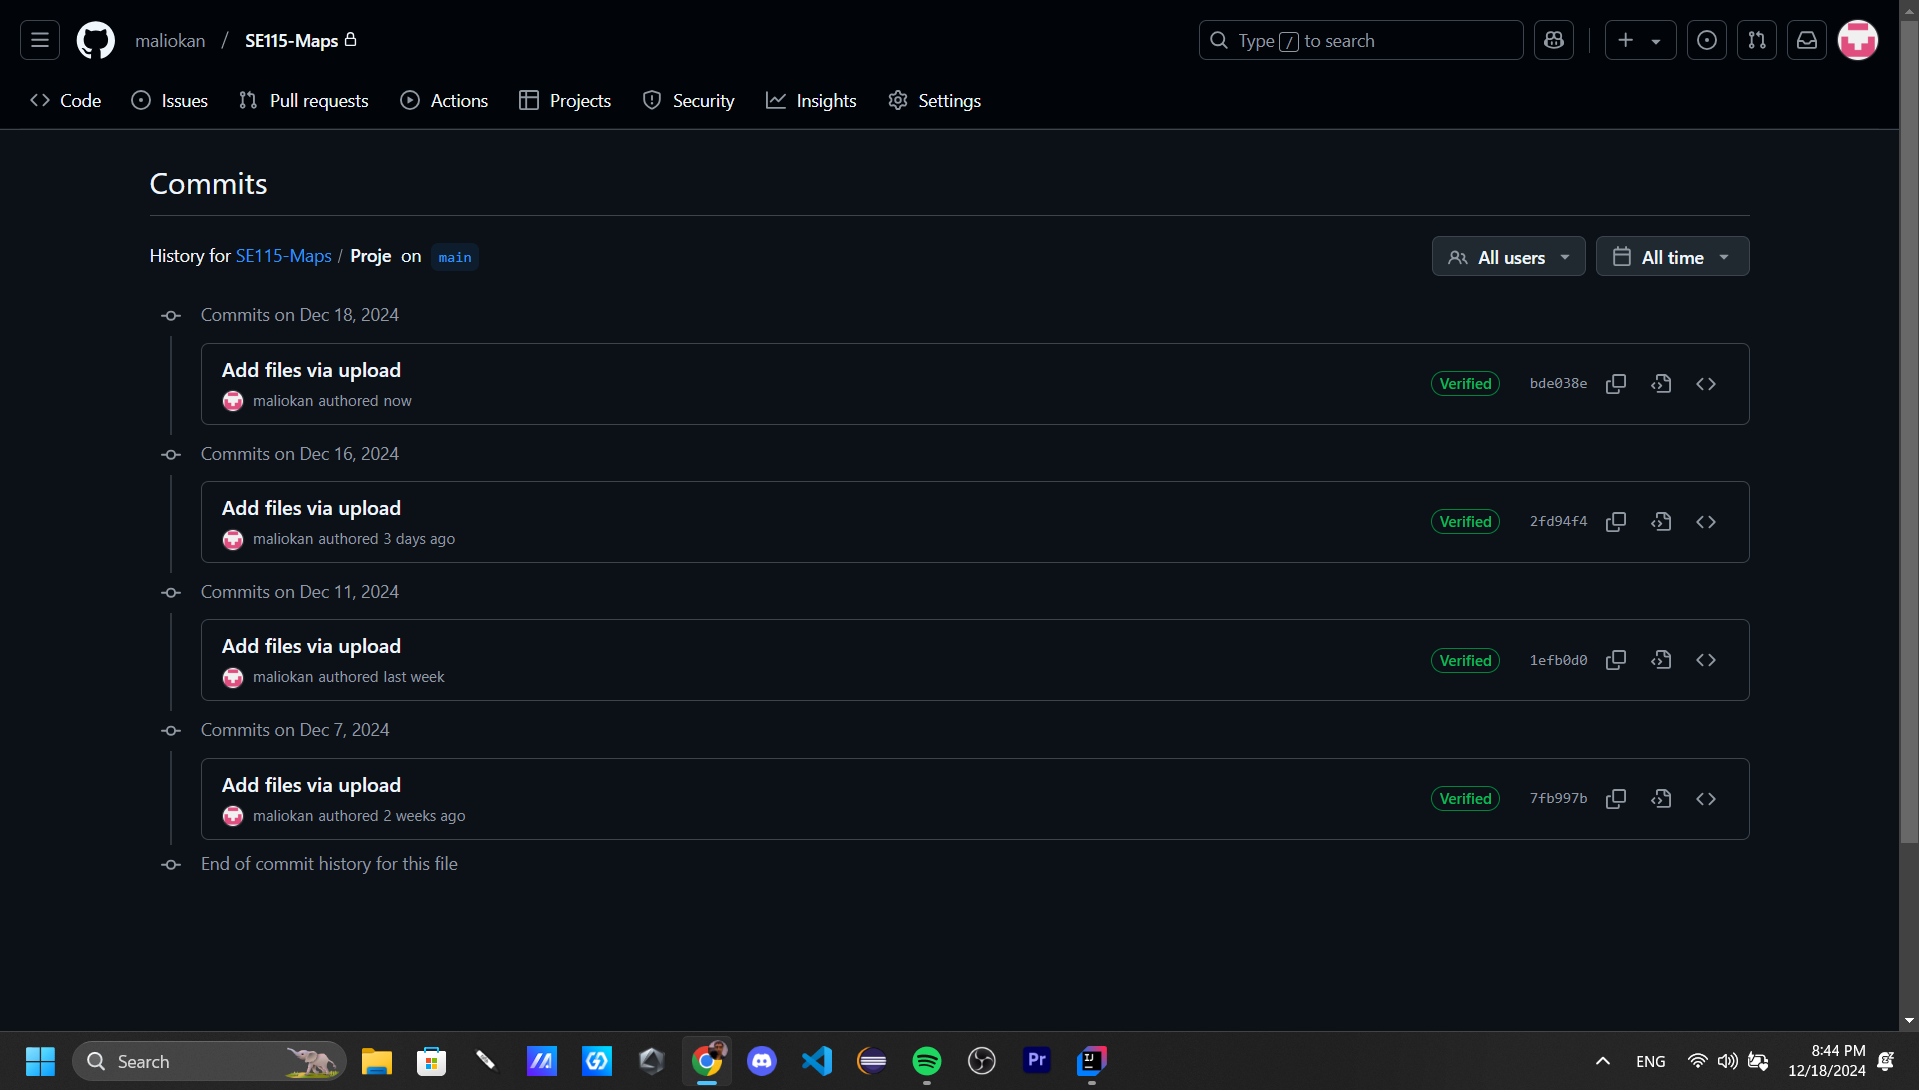 maliokan / SE115-Maps
Type / to search
Code Issues Pull requests Actions Projects Security Insights Settings
Commits
History for SE115-Maps / Proje on main
All users All time
Commits on Dec 18, 2024
Add files via upload
maliokan authored now
Verified bde038e
Commits on Dec 16, 2024
Add files via upload
maliokan authored 3 days ago
Verified 2fd94f4
Commits on Dec 11, 2024
Add files via upload
maliokan authored last week
Verified 1efb0d0
Commits on Dec 7, 2024
Add files via upload
maliokan authored 2 weeks ago
Verified 7fb997b
End of commit history for this file
Search
Pr
IJ
ENG
8:44 PM
12/18/2024